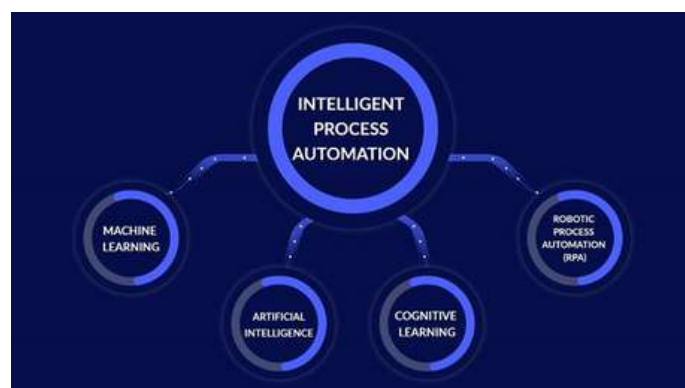 INTELLIGENT
PROCESS
AUTOMATION
MACHINE
LEARNING
ARTIFICIAL
INTELLIGENCE
COGNITIVE
LEARNING
ROBOTIC
PROCESS
AUTOMATION
(RPA)